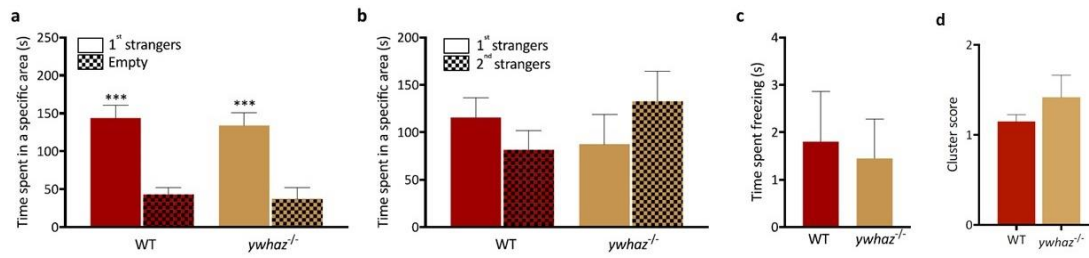 a
Time spent in a specific area (s)
250
200
150
100
50
0
1st strangers
Empty
***
***
WT
ywhaz-/-
b
Time spent in a specific area (s)
200
150
100
50
0
1st strangers
2nd strangers
WT
ywhaz-/-
c
Time spent freezing (s)
4
3
2
1
0
WT
ywhaz-/-
d
Cluster score
2
1
0
WT
ywhaz-/-